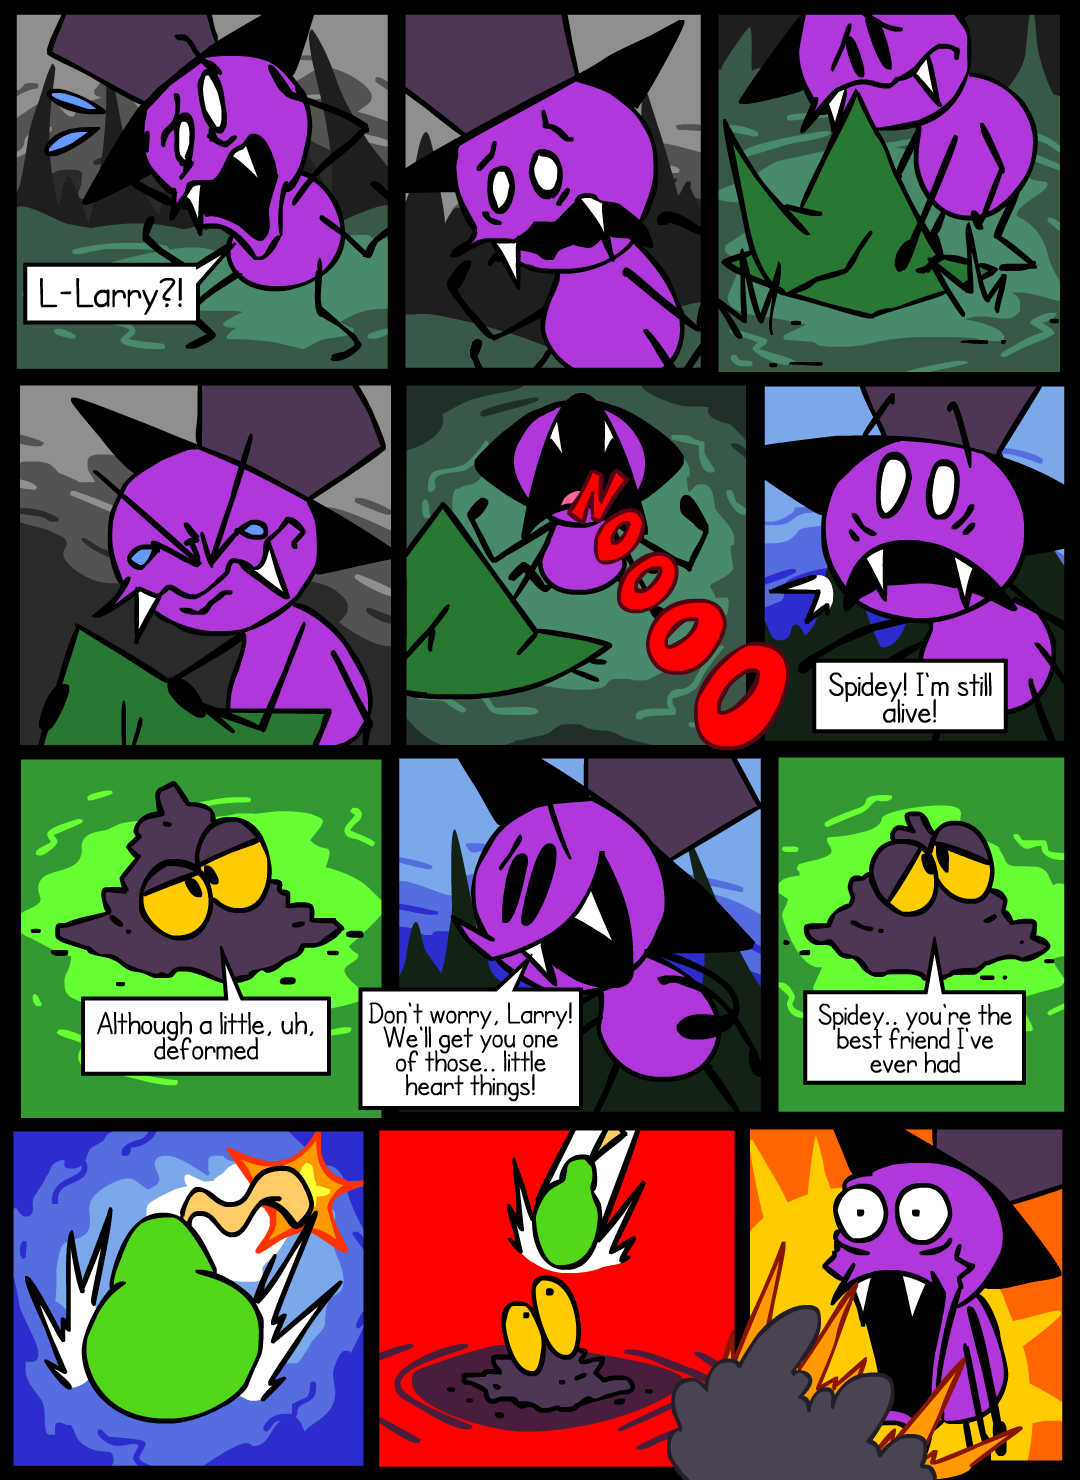 L-Larry?!
NOOOO
Spidey! I'm still
alive!
Although a little, uh,
deformed
Don't worry, Larry!
We'll get you one
of those.. little
heart things!
Spidey.. you're the
best friend I've
ever had